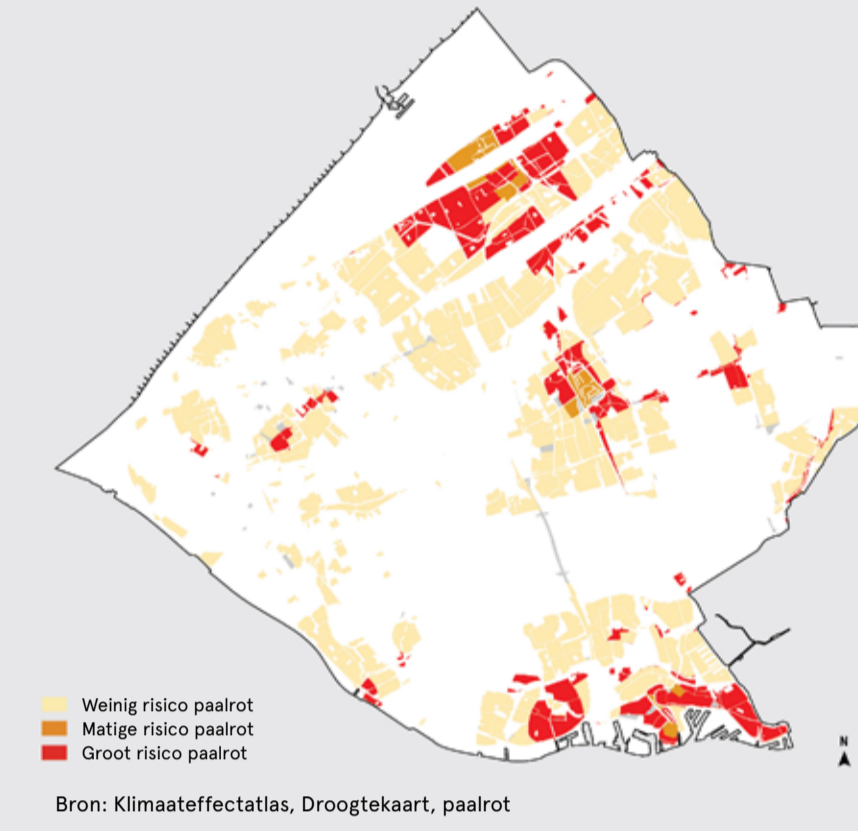 Weinig risico paalrot
Matige risico paalrot
Groot risico paalrot
N
Bron: Klimaateffectatlas, Droogtekaart, paalrot